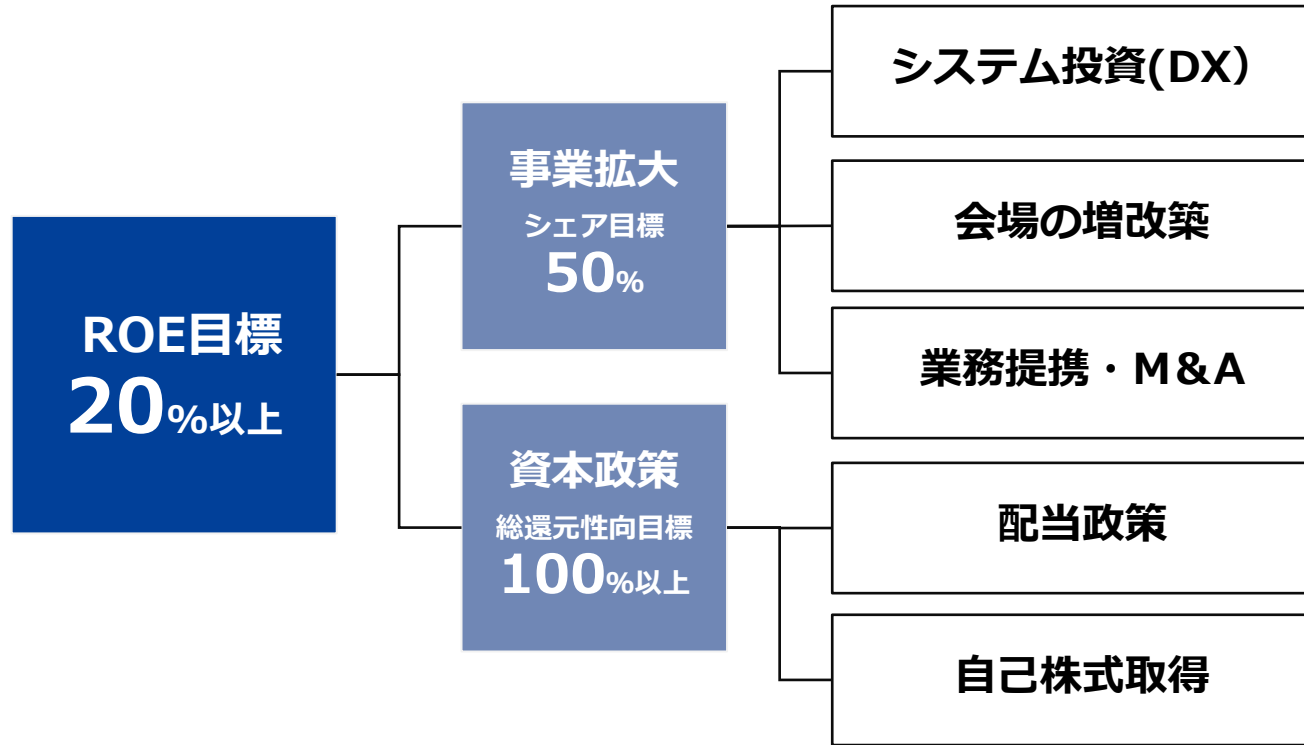 ROE目標
20%以上
事業拡大
シェア目標
50%
資本政策
総還元性向目標
100%以上
システム投資(DX）
会場の増改築
業務提携・M&A
配当政策
自己株式取得